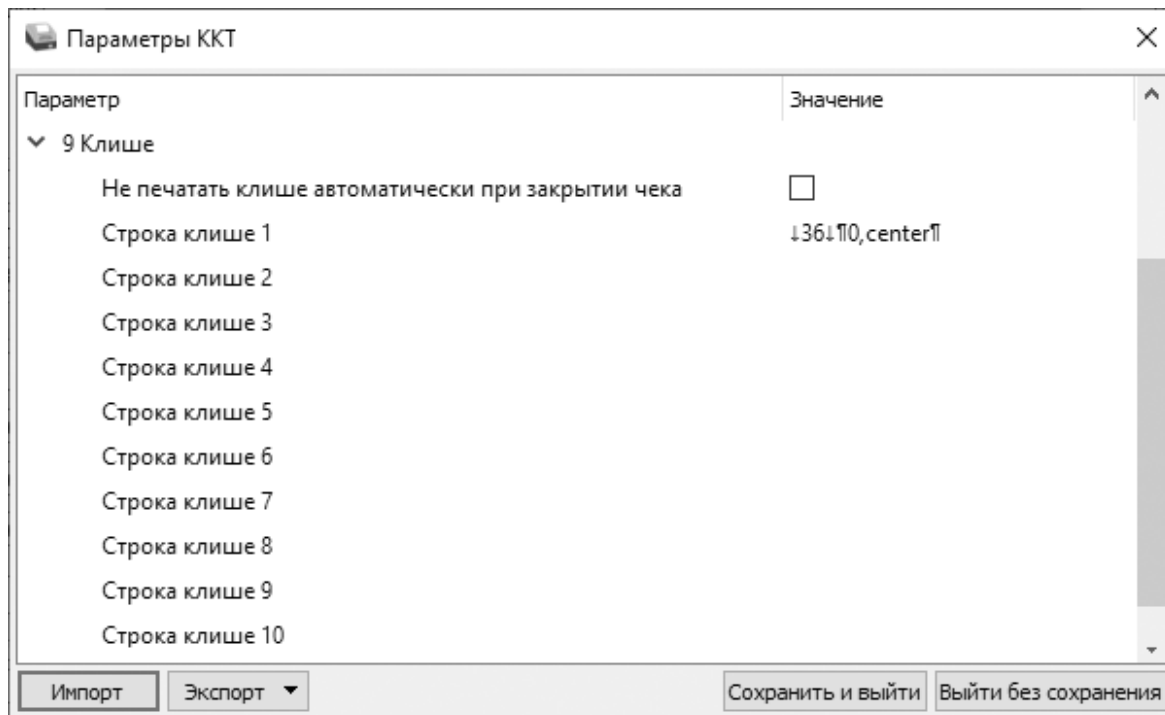 Параметры ККТ
Параметр Значение
9 Клише
Не печатать клише автоматически при закрытии чека
Строка клише 1 ↓36↓¶0,center¶
Строка клише 2
Строка клише 3
Строка клише 4
Строка клише 5
Строка клише 6
Строка клише 7
Строка клише 8
Строка клише 9
Строка клише 10
Импорт Экспорт Сохранить и выйти Выйти без сохранения